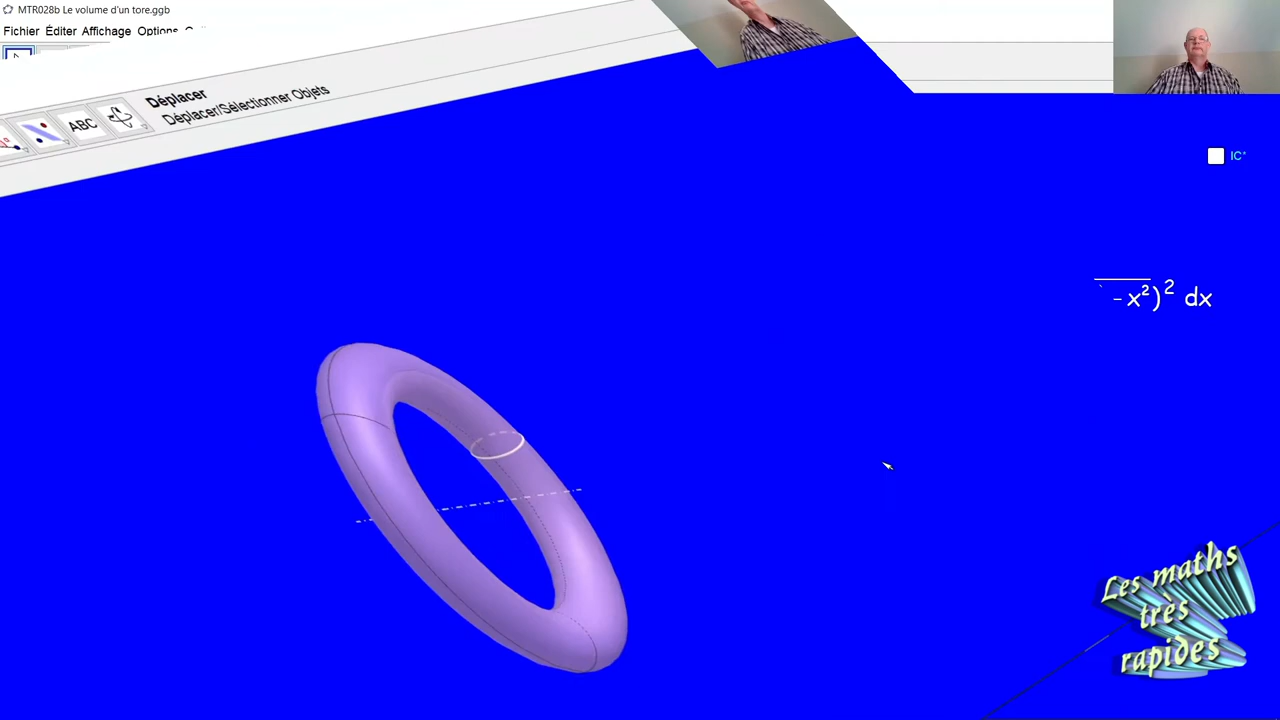 MTR028b Le volume d'un tore.ggb
Fichier Éditer Affichage Options
ABC
Déplacer
Déplacer/Sélectionner Objets
IC*
-x²)² dx
Les maths
très
rapides